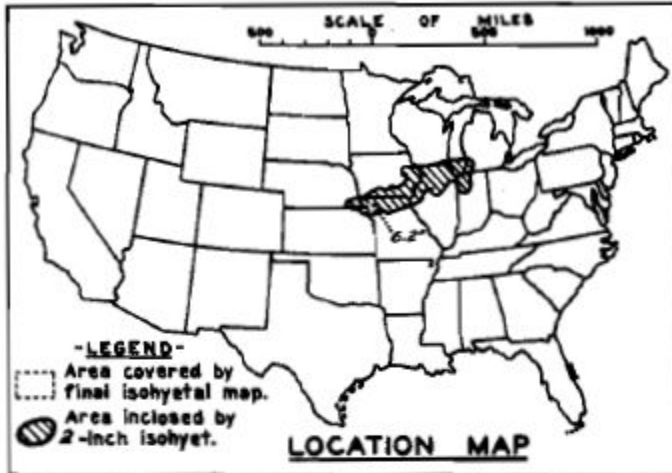 SCALE OF MILES
500 0 500 1000
6.2"
-LEGEND-
Area covered by
final isohyetal map.
Area inclosed by
2-inch isohyet.
LOCATION MAP